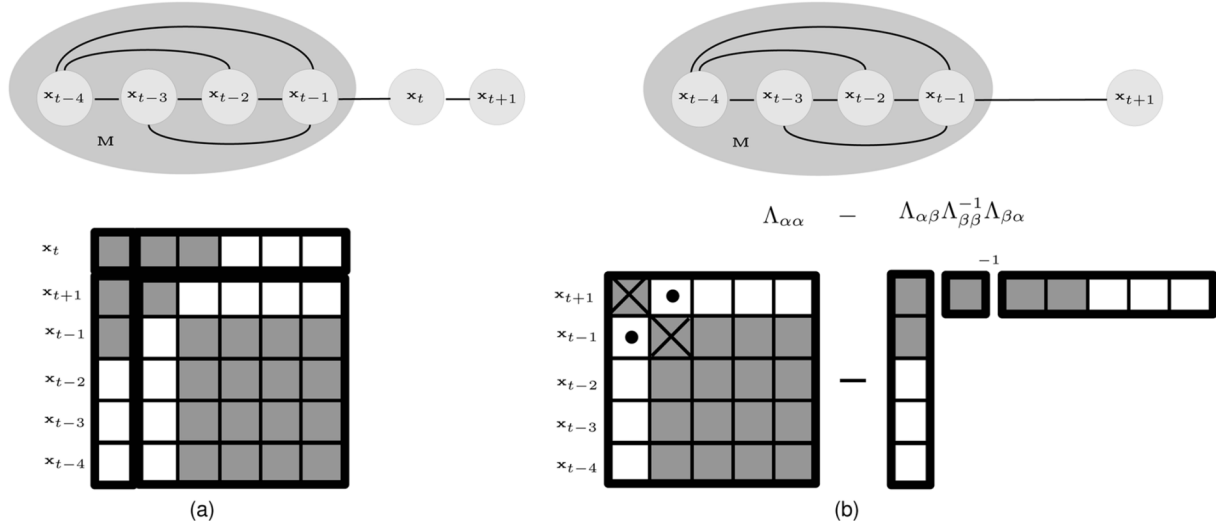 x_{t−4} x_{t−3} x_{t−2} x_{t−1} x_t x_{t+1}
M
x_t
x_{t+1}
x_{t−1}
x_{t−2}
x_{t−3}
x_{t−4}
(a)
x_{t−4} x_{t−3} x_{t−2} x_{t−1} x_{t+1}
M
Λ_{αα} − Λ_{αβ}Λ_{ββ}^{−1}Λ_{βα}
−1
x_{t+1}
x_{t−1}
x_{t−2}
−
x_{t−3}
x_{t−4}
(b)